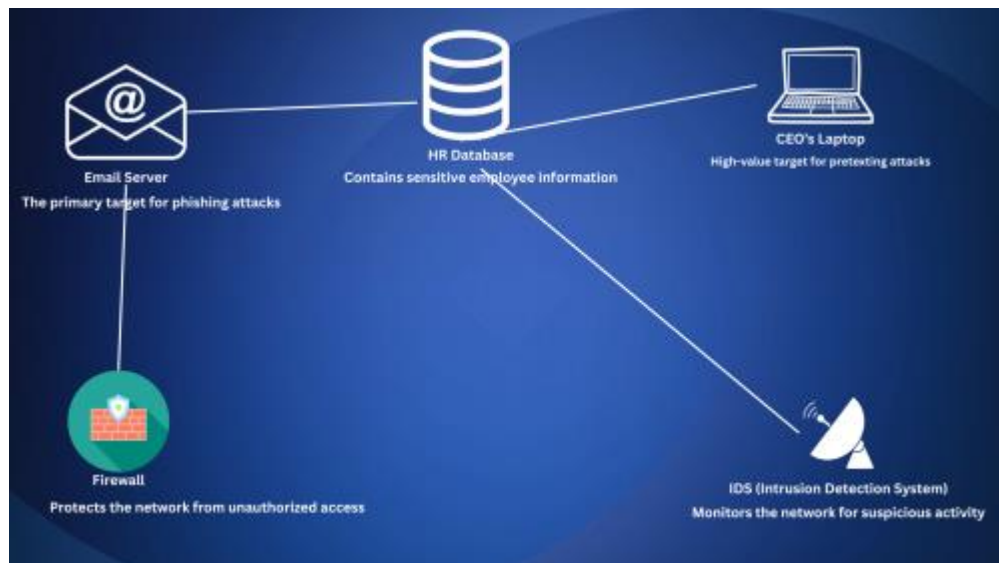 @
Email Server
The primary target for phishing attacks
HR Database
Contains sensitive employee information
CEO's Laptop
High-value target for pretexting attacks
Firewall
Protects the network from unauthorized access
IDS (Intrusion Detection System)
Monitors the network for suspicious activity